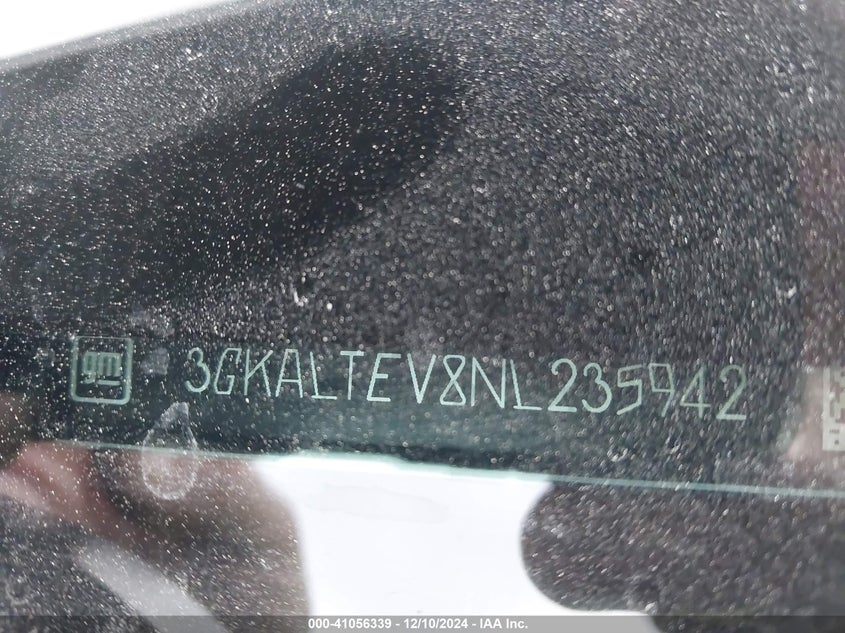 gm 3GKALTEV8NL235942
000-41056339 - 12/10/2024 - IAA Inc.